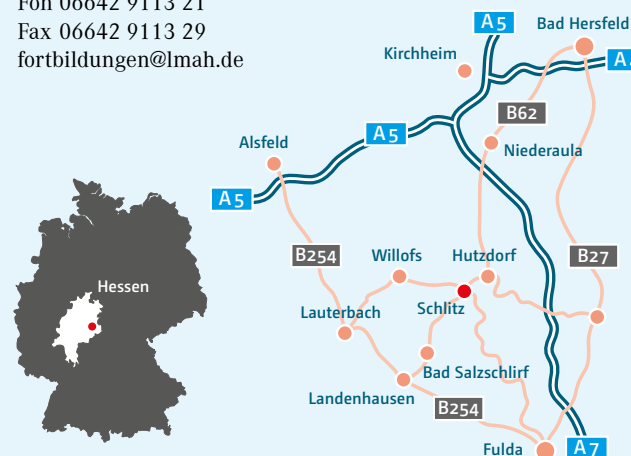 Fon 06642 9113 21
Fax 06642 9113 29
fortbildungen@lmah.de
A5
Bad Hersfeld
Kirchheim
A
B62
A5
Alsfeld
Niederaula
A5
B254
Willofs
Hutzdorf
B27
Hessen
Lauterbach
Schlitz
Bad Salzschlirf
Landenhausen
B254
Fulda
A7